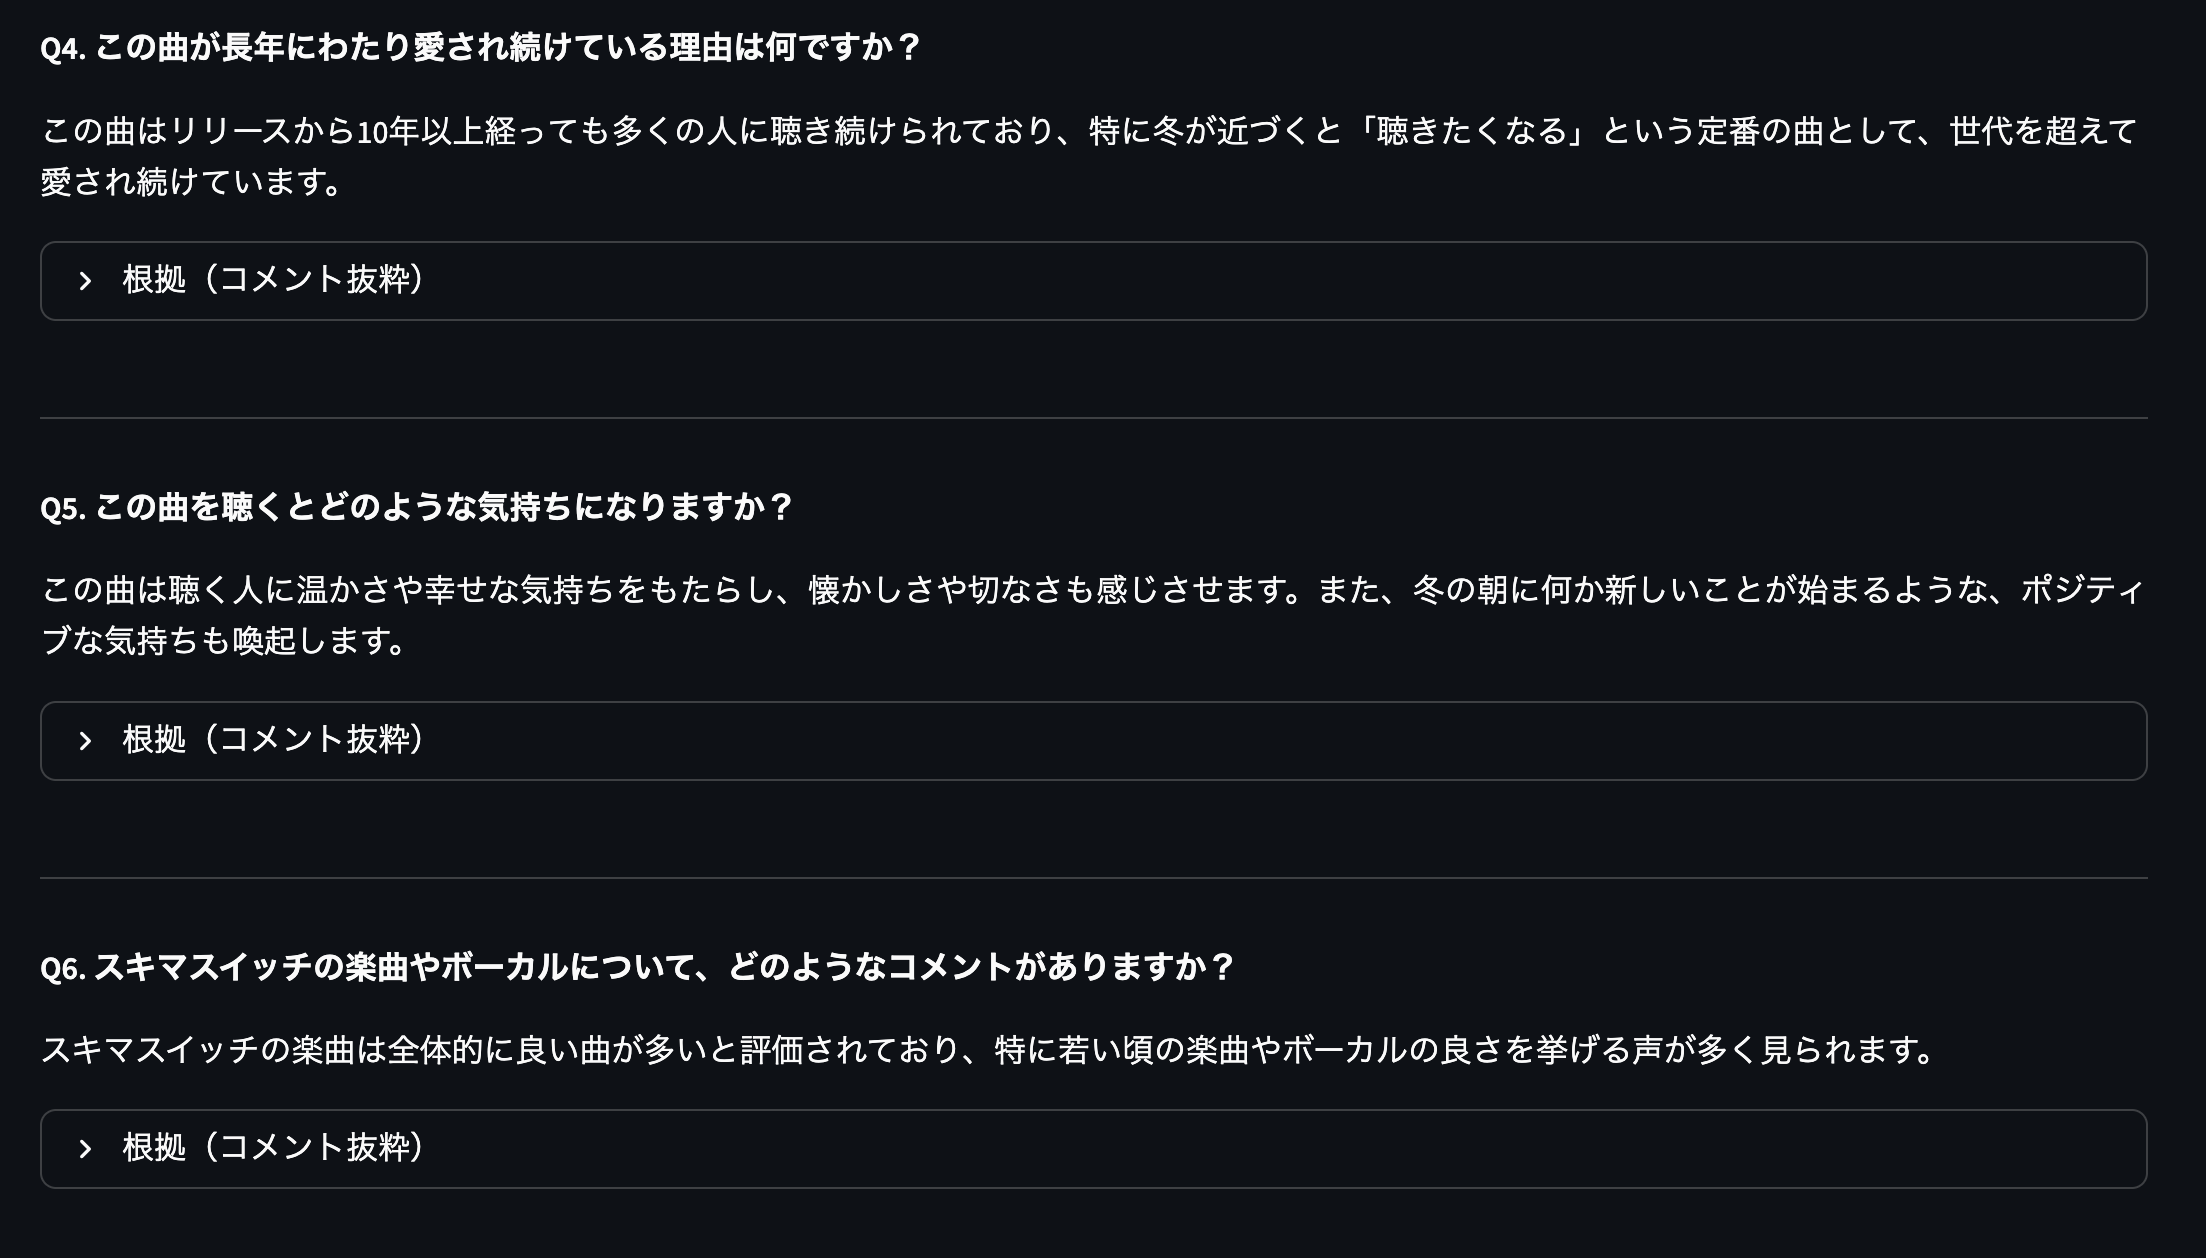 Q4. この曲が長年にわたり愛され続けている理由は何ですか？
この曲はリリースから10年以上経っても多くの人に聴き続けられており、特に冬が近づくと「聴きたくなる」という定番の曲として、世代を超えて
愛され続けています。
根拠（コメント抜粋）
Q5. この曲を聴くとどのような気持ちになりますか？
この曲は聴く人に温かさや幸せな気持ちをもたらし、懐かしさや切なさも感じさせます。また、冬の朝に何か新しいことが始まるような、ポジティ
ブな気持ちも喚起します。
根拠（コメント抜粋）
Q6. スキマスイッチの楽曲やボーカルについて、どのようなコメントがありますか？
スキマスイッチの楽曲は全体的に良い曲が多いと評価されており、特に若い頃の楽曲やボーカルの良さを挙げる声が多く見られます。
根拠（コメント抜粋）